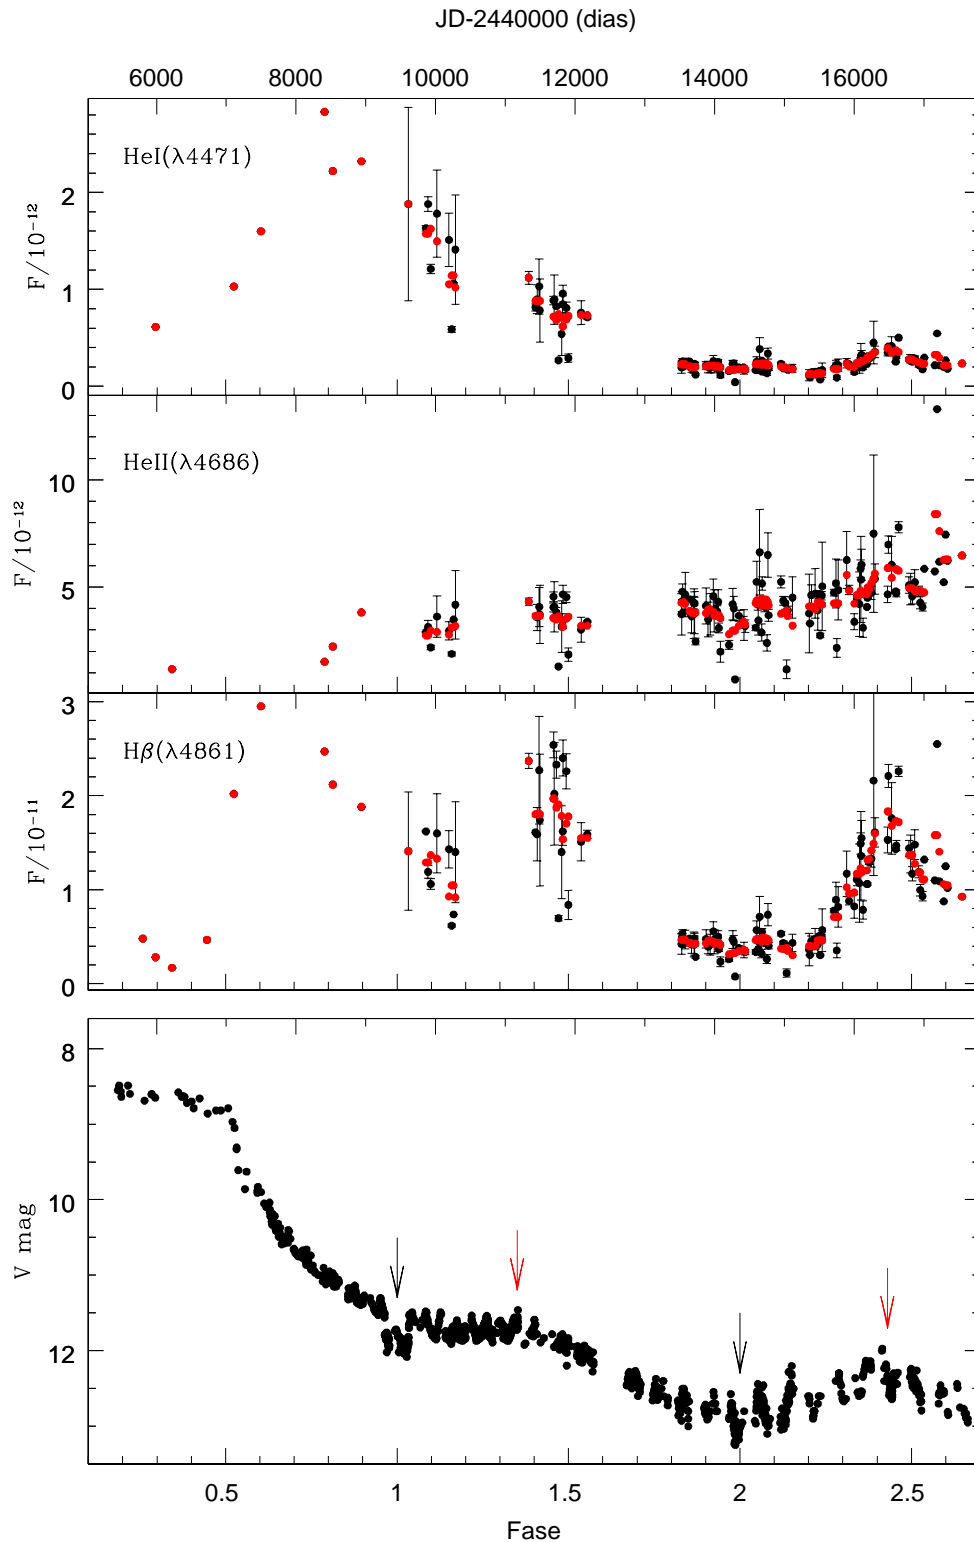 JD-2440000 (dias)
6000 8000 10000 12000 14000 16000
HeI(λ4471)
F/10⁻¹²
2
1
0
HeII(λ4686)
F/10⁻¹²
10
5
Hβ(λ4861)
F/10⁻¹¹
3
2
1
0
V mag
8
10
12
0.5 1 1.5 2 2.5
Fase